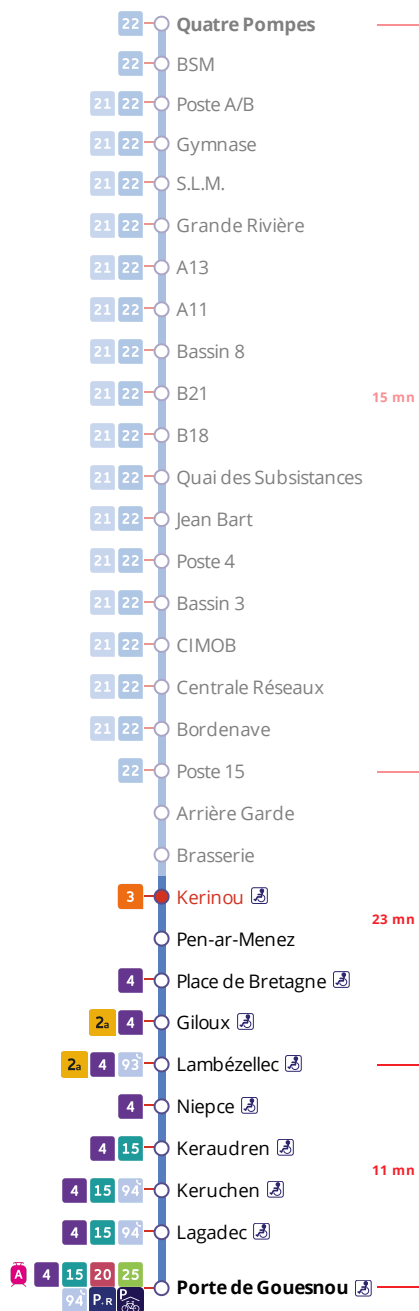 22 Quatre Pompes
22 BSM
21 22 Poste A/B
21 22 Gymnase
21 22 S.L.M.
21 22 Grande Rivière
21 22 A13
21 22 A11
21 22 Bassin 8
21 22 B21
15 mn
21 22 B18
21 22 Quai des Subsistances
21 22 Jean Bart
21 22 Poste 4
21 22 Bassin 3
21 22 CIMOB
21 22 Centrale Réseaux
21 22 Bordenave
22 Poste 15
Arrière Garde
Brasserie
3 Kerinou
23 mn
Pen-ar-Menez
4 Place de Bretagne
2a 4 Giloux
2a 4 93 Lambézellec
4 Niepce
4 15 Keraudren
11 mn
4 15 94 Keruchen
4 15 94 Lagadec
A 4 15 20 25
Porte de Gouesnou
94 P.R P